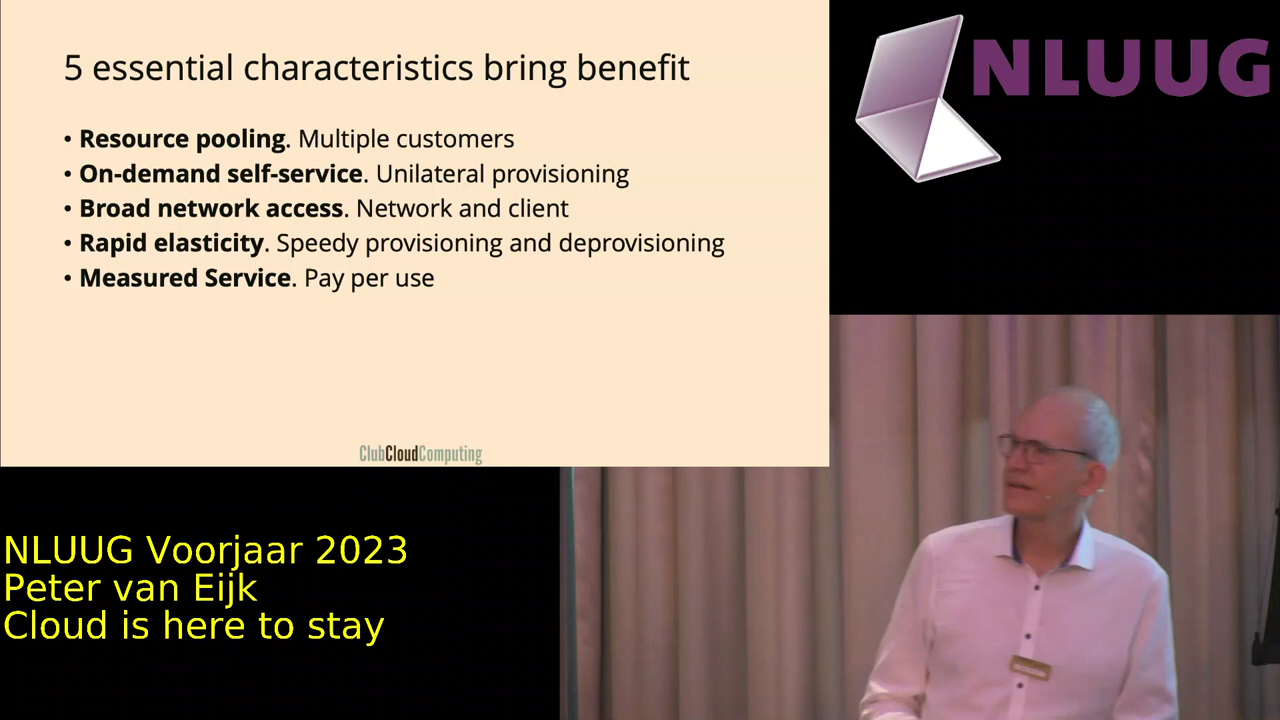 5 essential characteristics bring benefit
• Resource pooling. Multiple customers
• On-demand self-service. Unilateral provisioning
• Broad network access. Network and client
• Rapid elasticity. Speedy provisioning and deprovisioning
• Measured Service. Pay per use
ClubCloudComputing
NLUUG
NLUUG Voorjaar 2023
Peter van Eijk
Cloud is here to stay